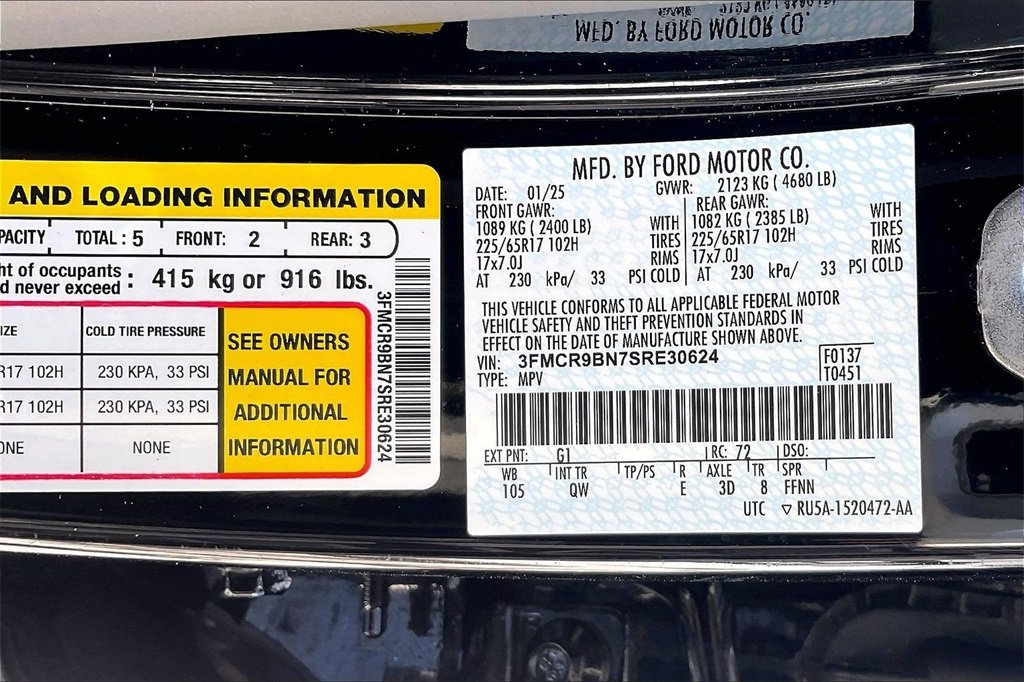 MFD. BY FORD MOTOR CO.
AND LOADING INFORMATION
PACITY TOTAL : 5 FRONT: 2 REAR: 3
ht of occupants
d never exceed : 415 kg or 916 lbs.
IZE COLD TIRE PRESSURE
R17 102H 230 KPA, 33 PSI
R17 102H 230 KPA, 33 PSI
ONE NONE
SEE OWNERS
MANUAL FOR
ADDITIONAL
INFORMATION
3FMCR9BN7SRE30624
MFD. BY FORD MOTOR CO.
DATE: 01/25 GVWR: 2123 KG ( 4680 LB)
FRONT GAWR: REAR GAWR:
1089 KG ( 2400 LB) WITH 1082 KG ( 2385 LB) WITH
225/65R17 102H TIRES 225/65R17 102H TIRES
17x7.0J RIMS 17x7.0J RIMS
AT 230 kPa/ 33 PSI COLD AT 230 kPa/ 33 PSI COLD
THIS VEHICLE CONFORMS TO ALL APPLICABLE FEDERAL MOTOR
VEHICLE SAFETY AND THEFT PREVENTION STANDARDS IN
EFFECT ON THE DATE OF MANUFACTURE SHOWN ABOVE.
VIN: 3FMCR9BN7SRE30624 F0137
TYPE: MPV T0451
EXT PNT: G1 RC: 72 DSO:
WB INT TR TP/PS R AXLE TR SPR
105 QW E 3D 8 FFNN
UTC ▽ RU5A-1520472-AA